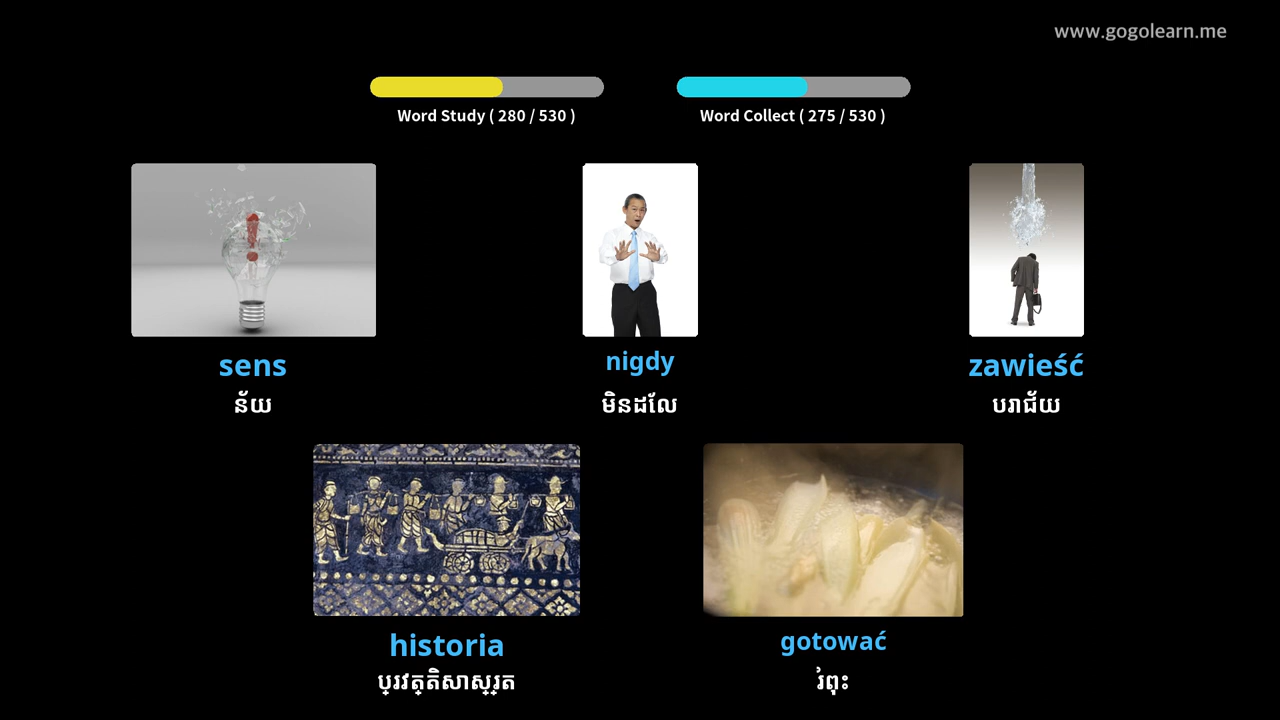 www.gogolearn.me
Word Study ( 280 / 530 )
Word Collect ( 275 / 530 )
sens
nigdy
zawieść
ន័យ
មិនដលែ
បរាជ័យ
historia
gotować
ប្រវត្តិសាស្រ្ត
រំពុះ